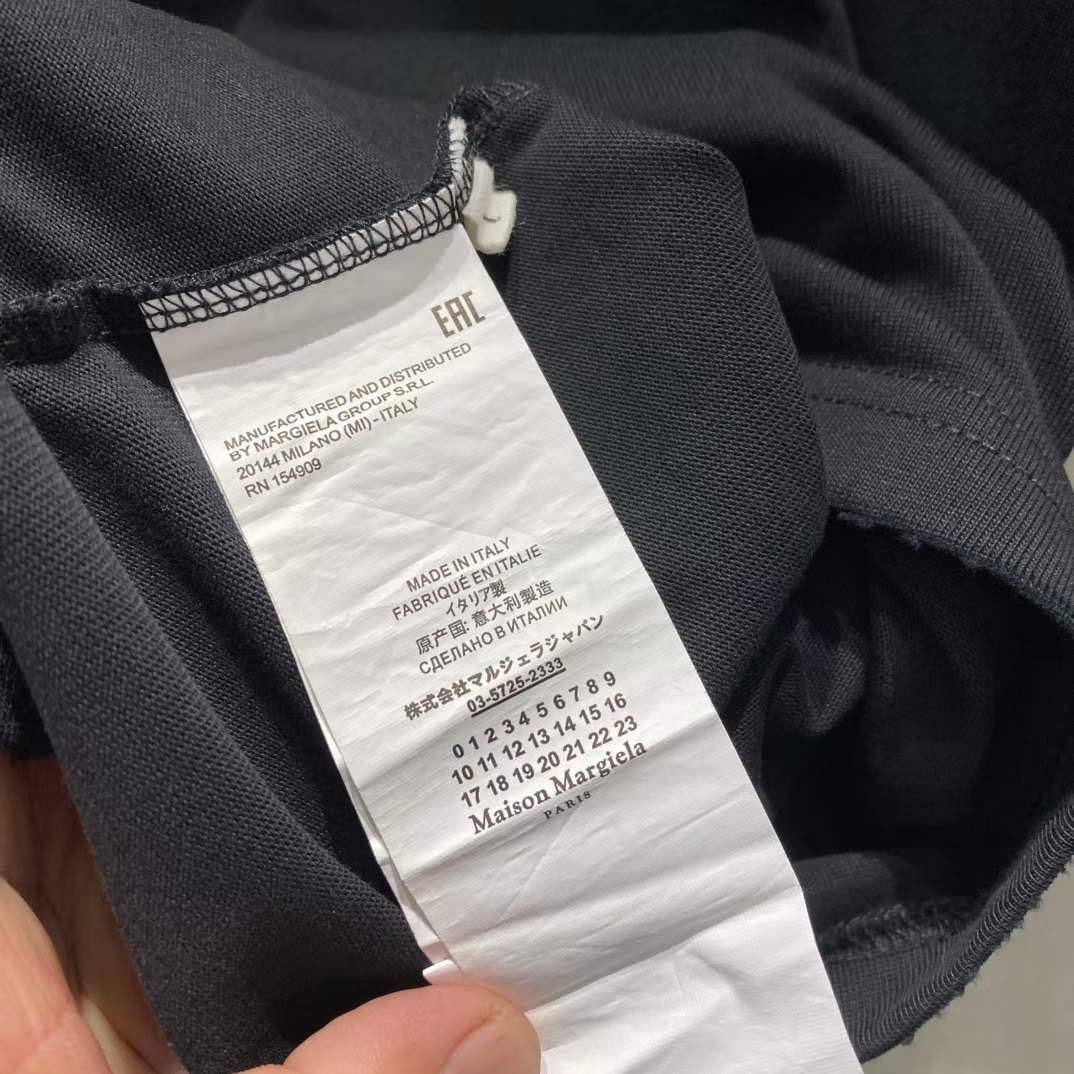 EAC
MANUFACTURED AND DISTRIBUTED
BY MARGIELA GROUP S.R.L.
20144 MILANO (MI) - ITALY
RN 154909
MADE IN ITALY
FABRIQUÉ EN ITALIE
イタリア製
原产国: 意大利製造
СДЕЛАНО В ИТАЛИИ
株式会社マルジェラジャパン
03-5725-2333
0 1 2 3 4 5 6 7 8 9
10 11 12 13 14 15 16
17 18 19 20 21 22 23
Maison Margiela
PARIS